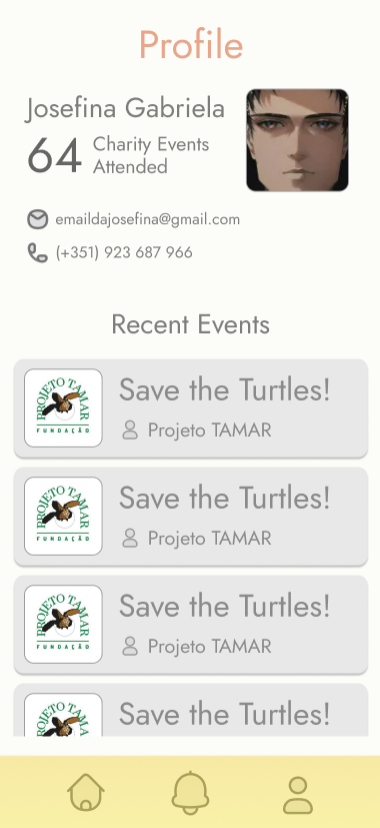 Profile
Josefina Gabriela
64
Charity Events
Attended
emaildajosefina@gmail.com
(+351) 923 687 966
Recent Events
PROJETO TAMAR
FUNDAÇÃO
Save the Turtles!
Projeto TAMAR
PROJETO TAMAR
FUNDAÇÃO
Save the Turtles!
Projeto TAMAR
PROJETO TAMAR
FUNDAÇÃO
Save the Turtles!
Projeto TAMAR
PROJETO TAMA
Save the Turtles!